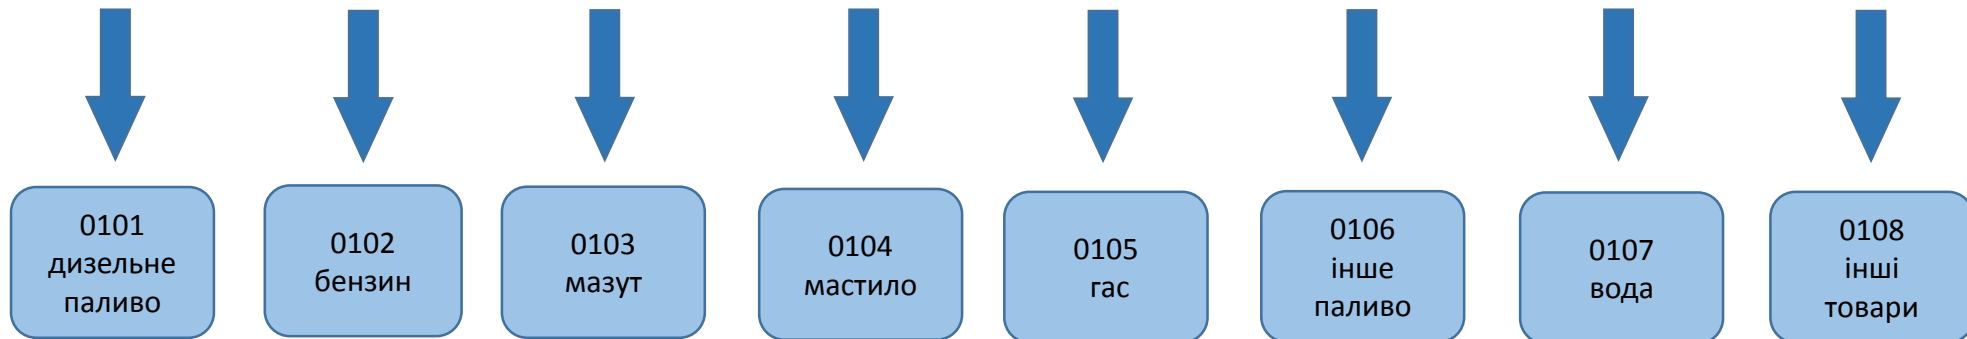 0101
дизельне
паливо
0102
бензин
0103
мазут
0104
мастило
0105
гас
0106
інше
паливо
0107
вода
0108
інші
товари